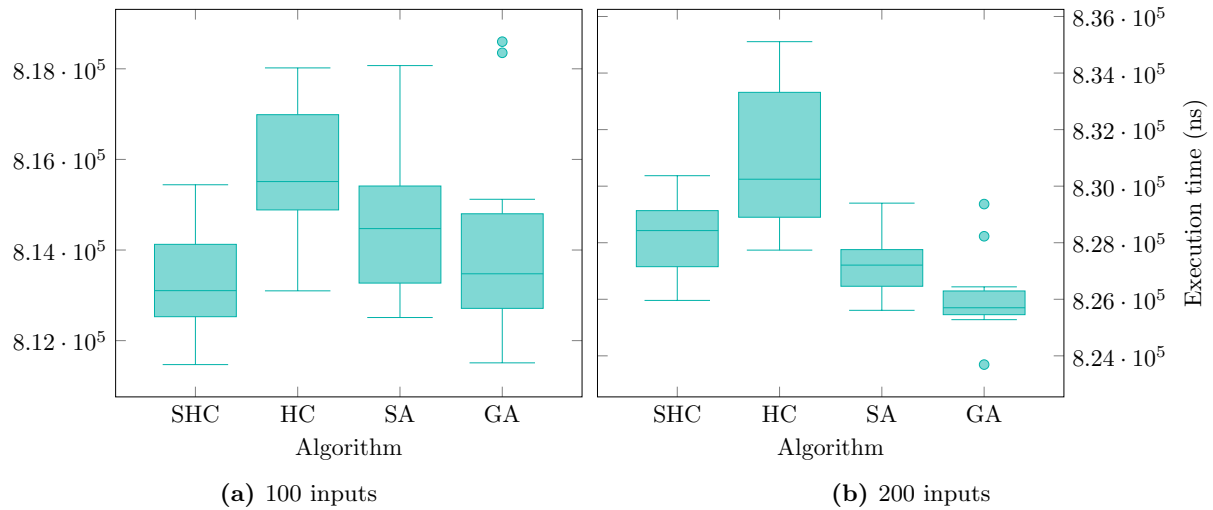 8.18 · 10^5
8.16 · 10^5
8.14 · 10^5
8.12 · 10^5
SHC HC SA GA
Algorithm
(a) 100 inputs
8.36 · 10^5
8.34 · 10^5
8.32 · 10^5
8.30 · 10^5
8.28 · 10^5
8.26 · 10^5
8.24 · 10^5
Execution time (ns)
SHC HC SA GA
Algorithm
(b) 200 inputs